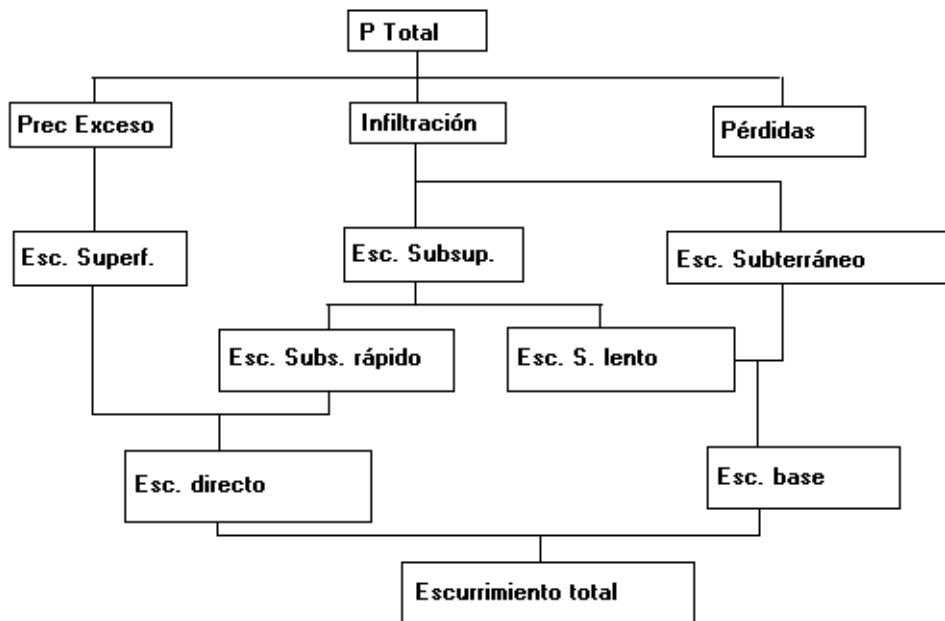 P Total
Prec Exceso
Infiltración
Pérdidas
Esc. Superf.
Esc. Subsup.
Esc. Subterráneo
Esc. Subs. rápido
Esc. S. lento
Esc. directo
Esc. base
Escurrimiento total